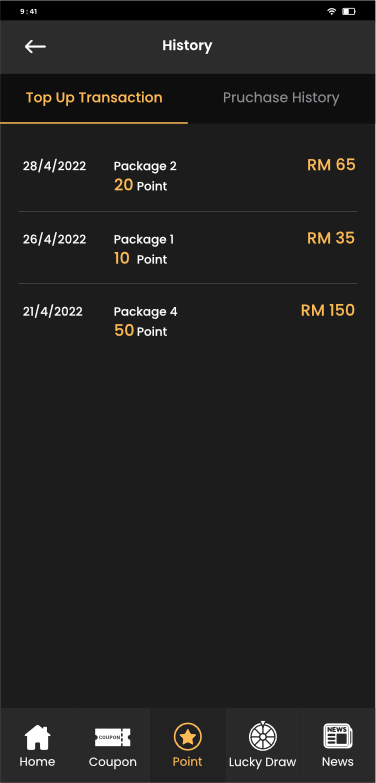 9:41
History
Top Up Transaction
Pruchase History
28/4/2022 Package 2 RM 65
20 Point
26/4/2022 Package 1 RM 35
10 Point
21/4/2022 Package 4 RM 150
50 Point
COUPON
NEWS
Home Coupon Point Lucky Draw News